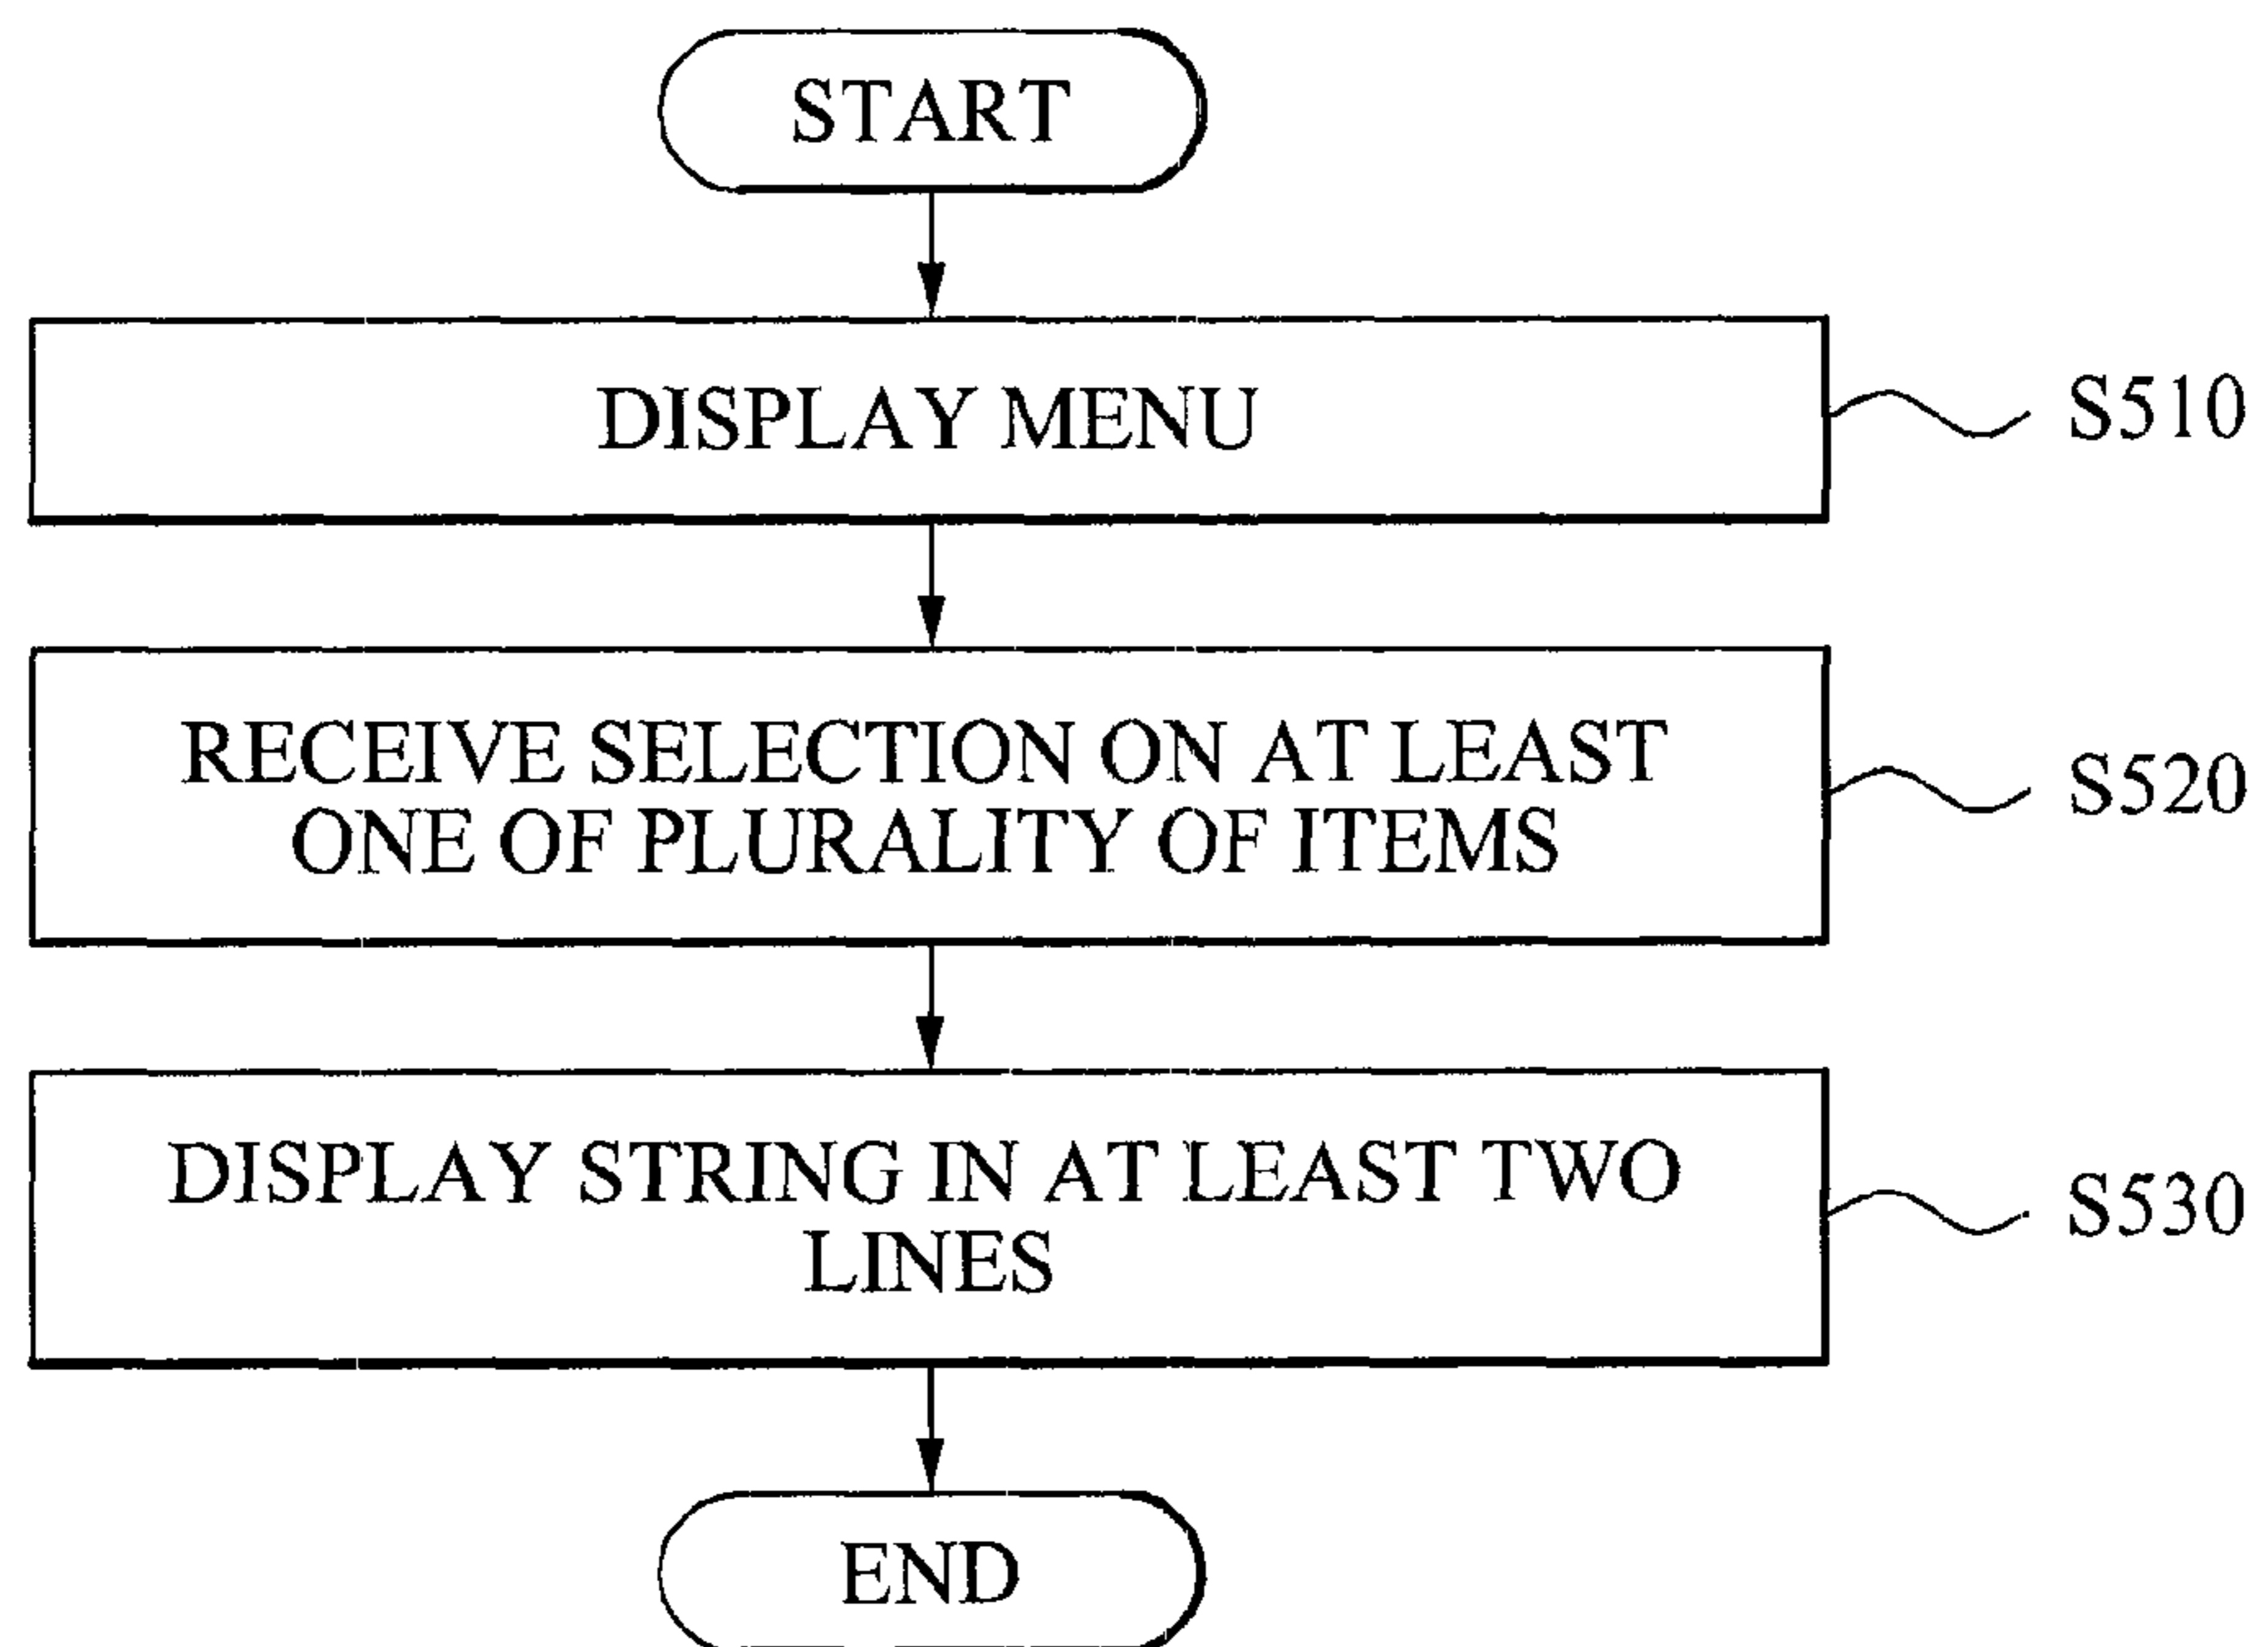 START
DISPLAY MENU
S510
RECEIVE SELECTION ON AT LEAST
ONE OF PLURALITY OF ITEMS
S520
DISPLAY STRING IN AT LEAST TWO
LINES
S530
END